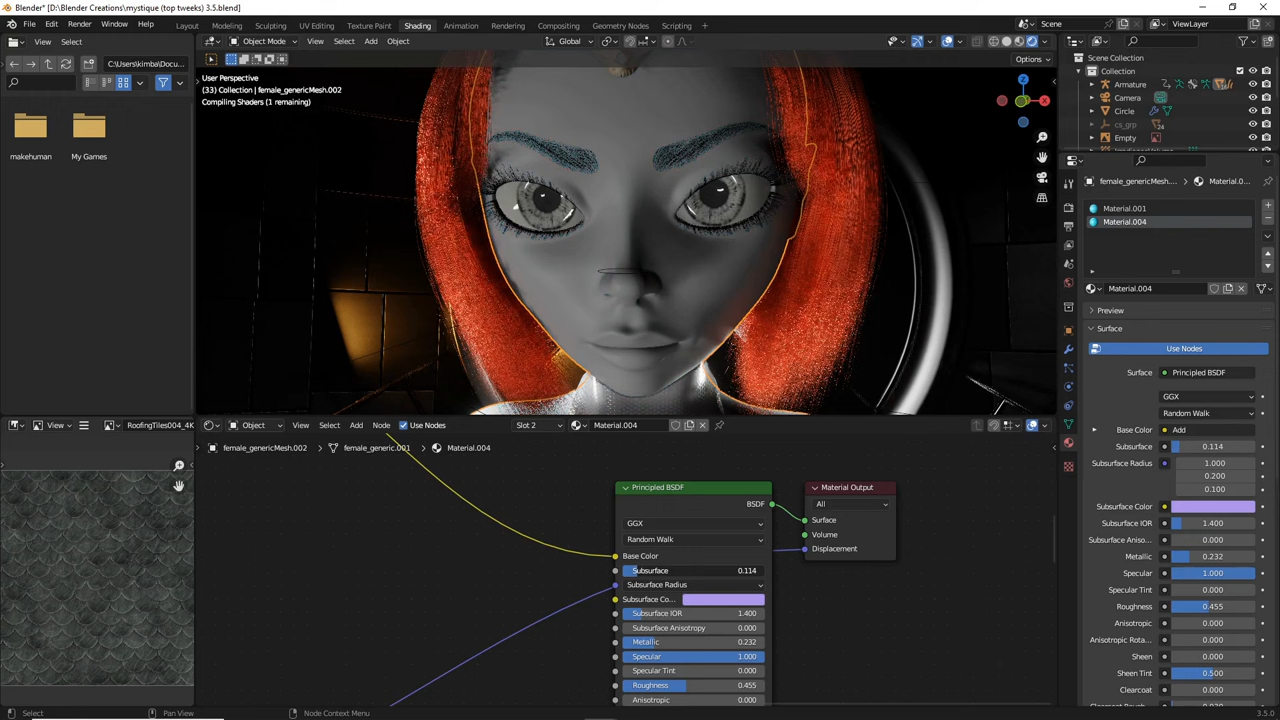 Blender* [D:\Blender Creations\mystique (top tweeks) 3.5.blend]
File Edit Render Window Help Layout Modeling Sculpting UV Editing Texture Paint Shading Animation Rendering Compositing Geometry Nodes Scripting + Scene ViewLayer
View Select Object Mode View Select Add Object Global
C:\Users\kimba\Docu... Options
makehuman My Games
User Perspective
(33) Collection | female_genericMesh.002
Compiling Shaders (1 remaining)
Scene Collection
Collection
Armature
Camera
Circle
cs_grp 24
Empty
female_genericMesh.... Material.0...
Material.001
Material.004
Material.004
Preview
Surface
Use Nodes
Surface Principled BSDF
GGX
Random Walk
Base Color Add
Subsurface 0.114
Subsurface Radius 1.000
0.200
0.100
Subsurface Color
Subsurface IOR 1.400
Subsurface Aniso... 0.000
Metallic 0.232
Specular 1.000
Specular Tint 0.000
Roughness 0.455
Anisotropic 0.000
Anisotropic Rota... 0.000
Sheen 0.000
Sheen Tint 0.500
Clearcoat 0.000
View RoofingTiles004_4K
Object View Select Add Node Use Nodes Slot 2 Material.004
female_genericMesh.002 female_generic.001 Material.004
Principled BSDF
BSDF
GGX
Random Walk
Base Color
Subsurface 0.114
Subsurface Radius
Subsurface Co...
Subsurface IOR 1.400
Subsurface Anisotropy 0.000
Metallic 0.232
Specular 1.000
Specular Tint 0.000
Roughness 0.455
Anisotropic 0.000
Material Output
All
Surface
Volume
Displacement
Select Pan View Node Context Menu 3.5.0